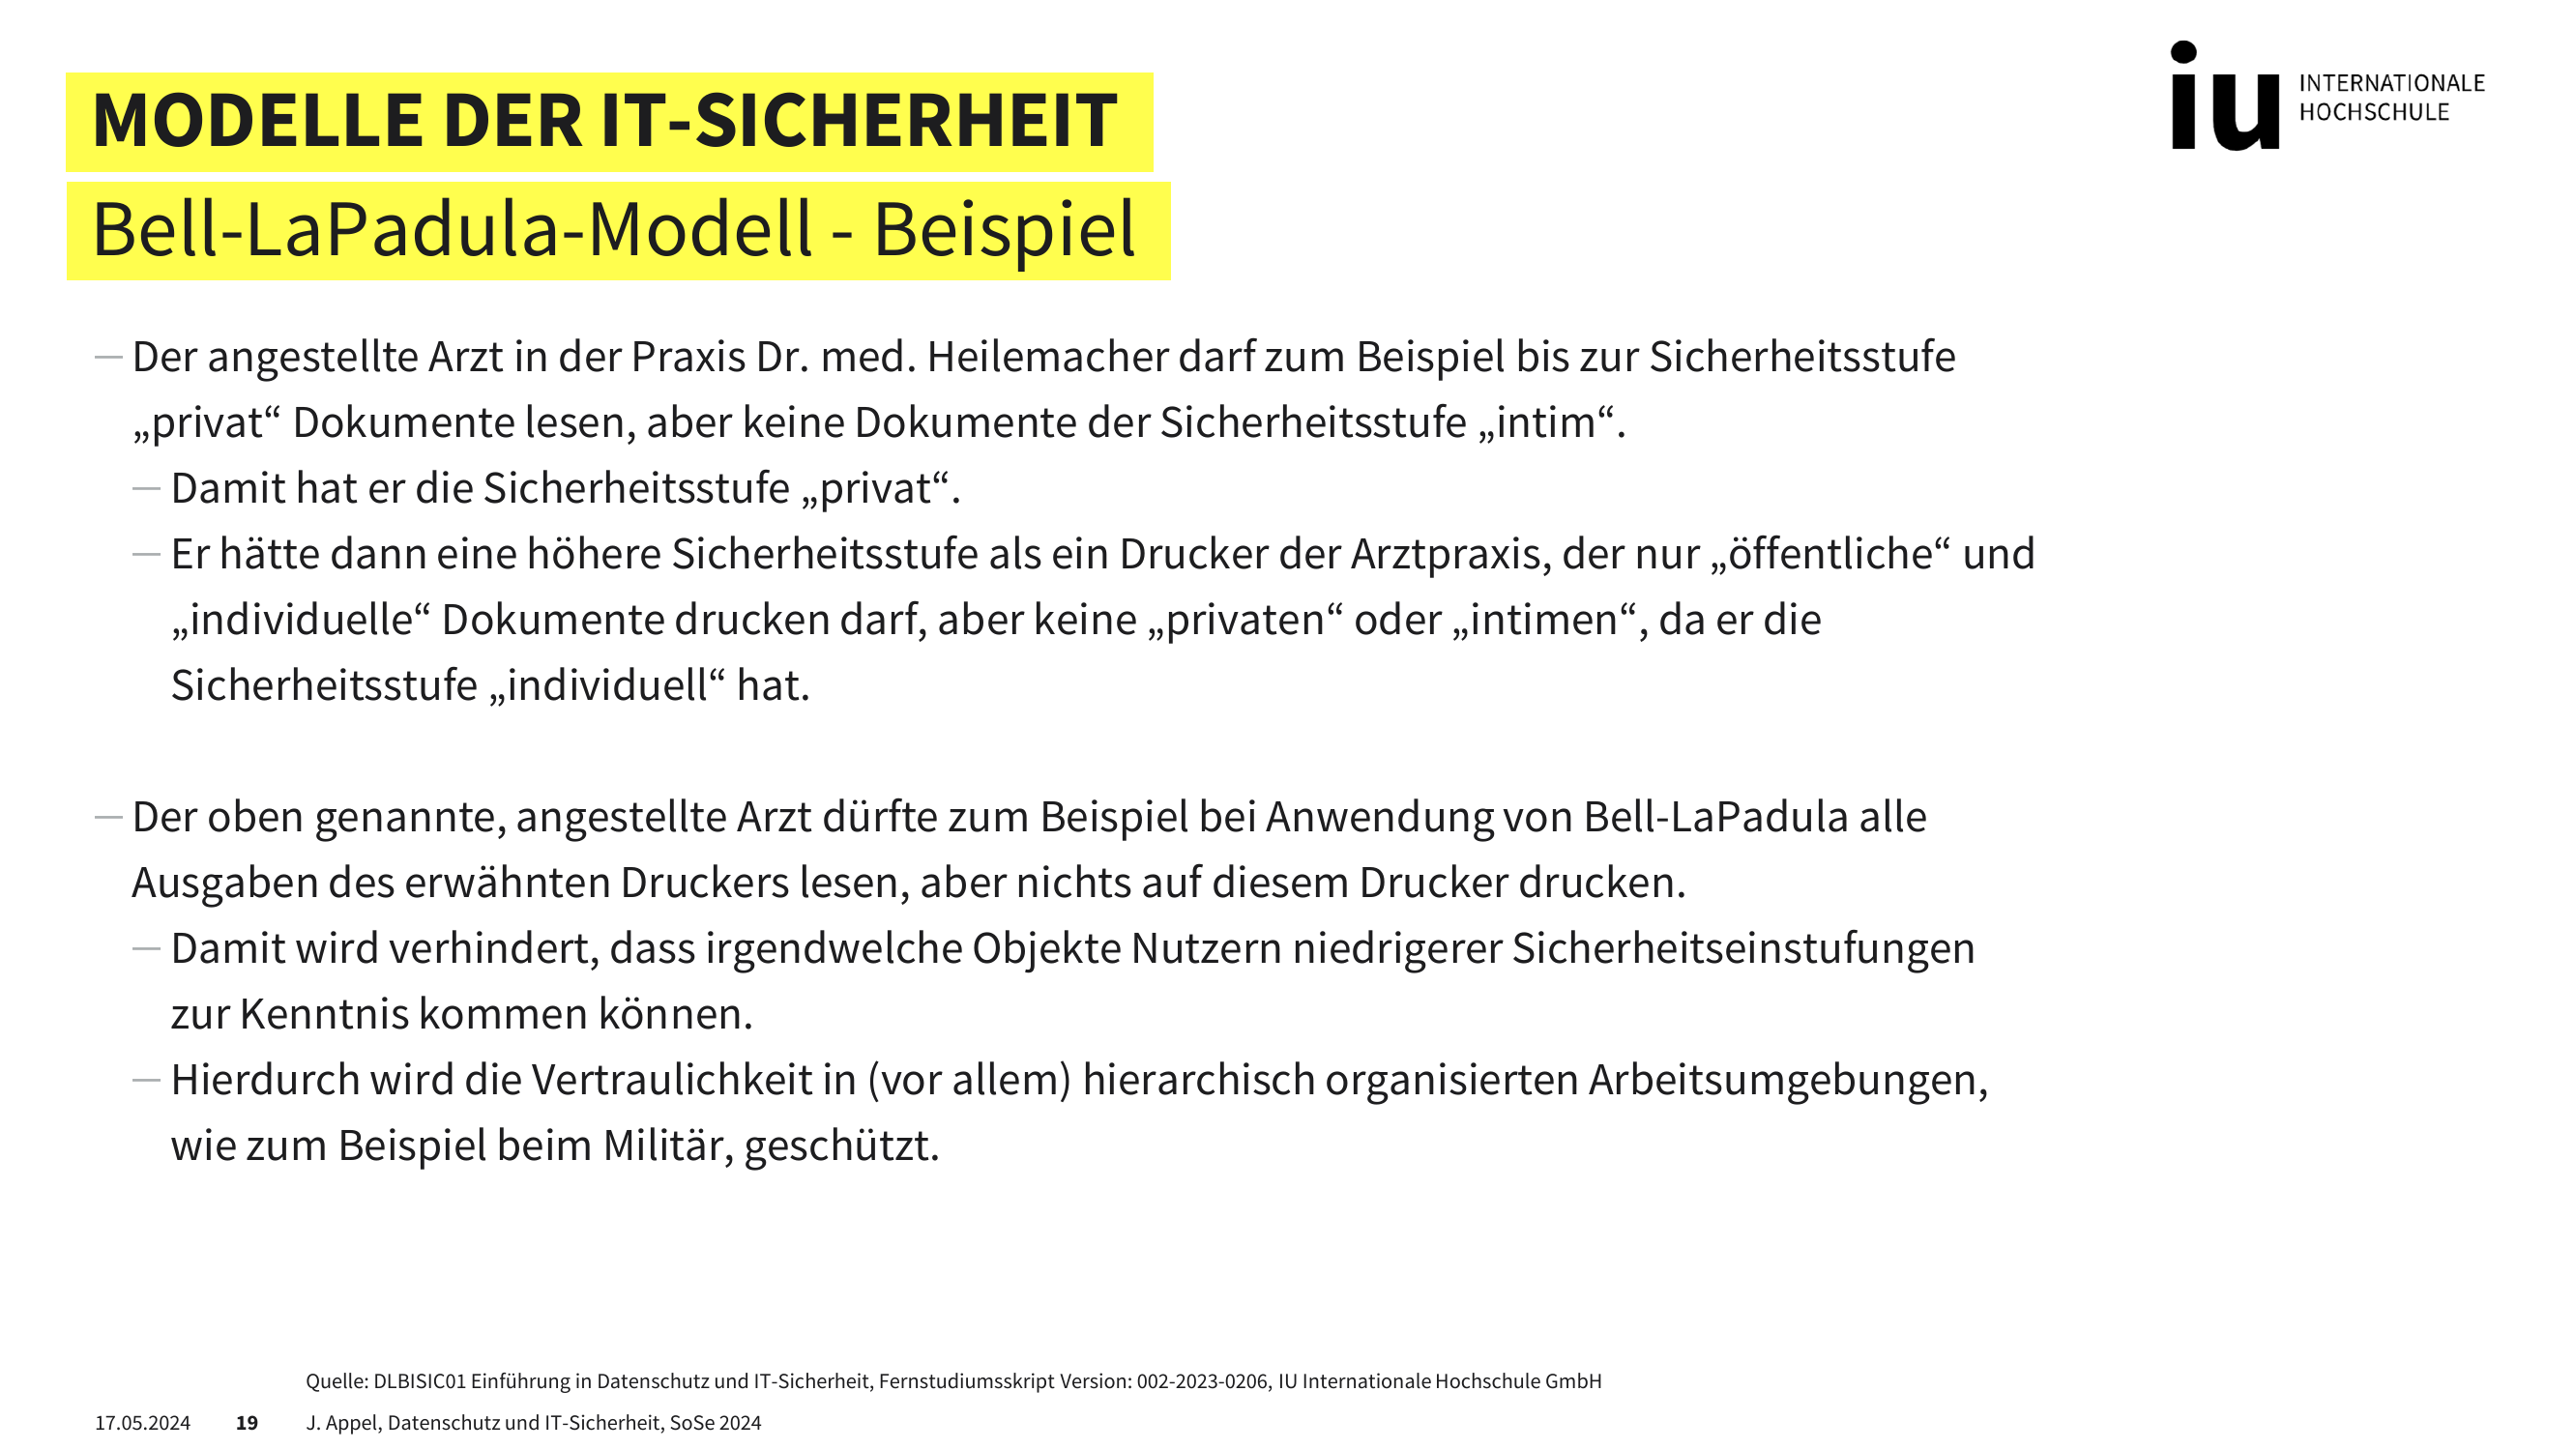 MODELLE DER IT-SICHERHEIT
Bell-LaPadula-Modell - Beispiel
iu INTERNATIONALE
HOCHSCHULE
— Der angestellte Arzt in der Praxis Dr. med. Heilemacher darf zum Beispiel bis zur Sicherheitsstufe
„privat“ Dokumente lesen, aber keine Dokumente der Sicherheitsstufe „intim“.
— Damit hat er die Sicherheitsstufe „privat“.
— Er hätte dann eine höhere Sicherheitsstufe als ein Drucker der Arztpraxis, der nur „öffentliche“ und
„individuelle“ Dokumente drucken darf, aber keine „privaten“ oder „intimen“, da er die
Sicherheitsstufe „individuell“ hat.
— Der oben genannte, angestellte Arzt dürfte zum Beispiel bei Anwendung von Bell-LaPadula alle
Ausgaben des erwähnten Druckers lesen, aber nichts auf diesem Drucker drucken.
— Damit wird verhindert, dass irgendwelche Objekte Nutzern niedrigerer Sicherheitseinstufungen
zur Kenntnis kommen können.
— Hierdurch wird die Vertraulichkeit in (vor allem) hierarchisch organisierten Arbeitsumgebungen,
wie zum Beispiel beim Militär, geschützt.
Quelle: DLBISIC01 Einführung in Datenschutz und IT-Sicherheit, Fernstudiumsskript Version: 002-2023-0206, IU Internationale Hochschule GmbH
17.05.2024 19 J. Appel, Datenschutz und IT-Sicherheit, SoSe 2024